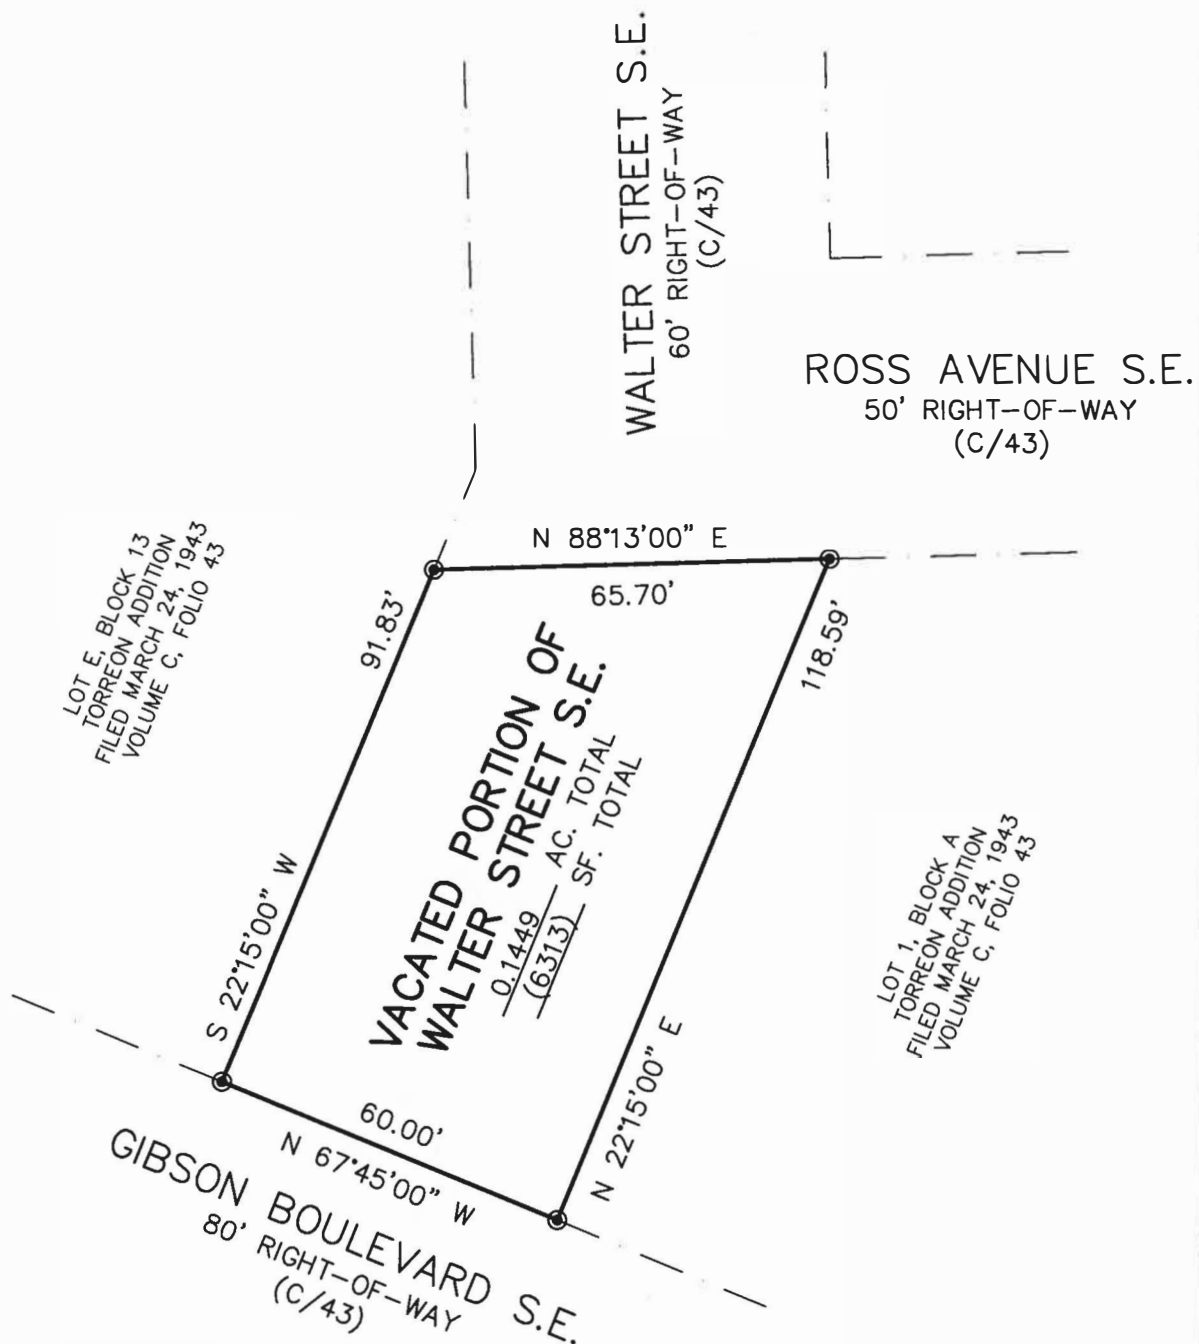 WALTER STREET S.E.
60' RIGHT-OF-WAY
(C/43)
ROSS AVENUE S.E.
50' RIGHT-OF-WAY
(C/43)
LOT E, BLOCK 13
TORREON ADDITION
FILED MARCH 24, 1943
VOLUME C, FOLIO 43
N 88°13'00" E
65.70'
91.83'
S 22°15'00" W
118.59'
N 22°15'00" E
VACATED PORTION OF
WALTER STREET S.E.
0.1449 AC. TOTAL
(6313) SF. TOTAL
LOT 1, BLOCK A
TORREON ADDITION
FILED MARCH 24, 1943
VOLUME C, FOLIO 43
60.00'
N 67°45'00" W
GIBSON BOULEVARD S.E.
80' RIGHT-OF-WAY
(C/43)